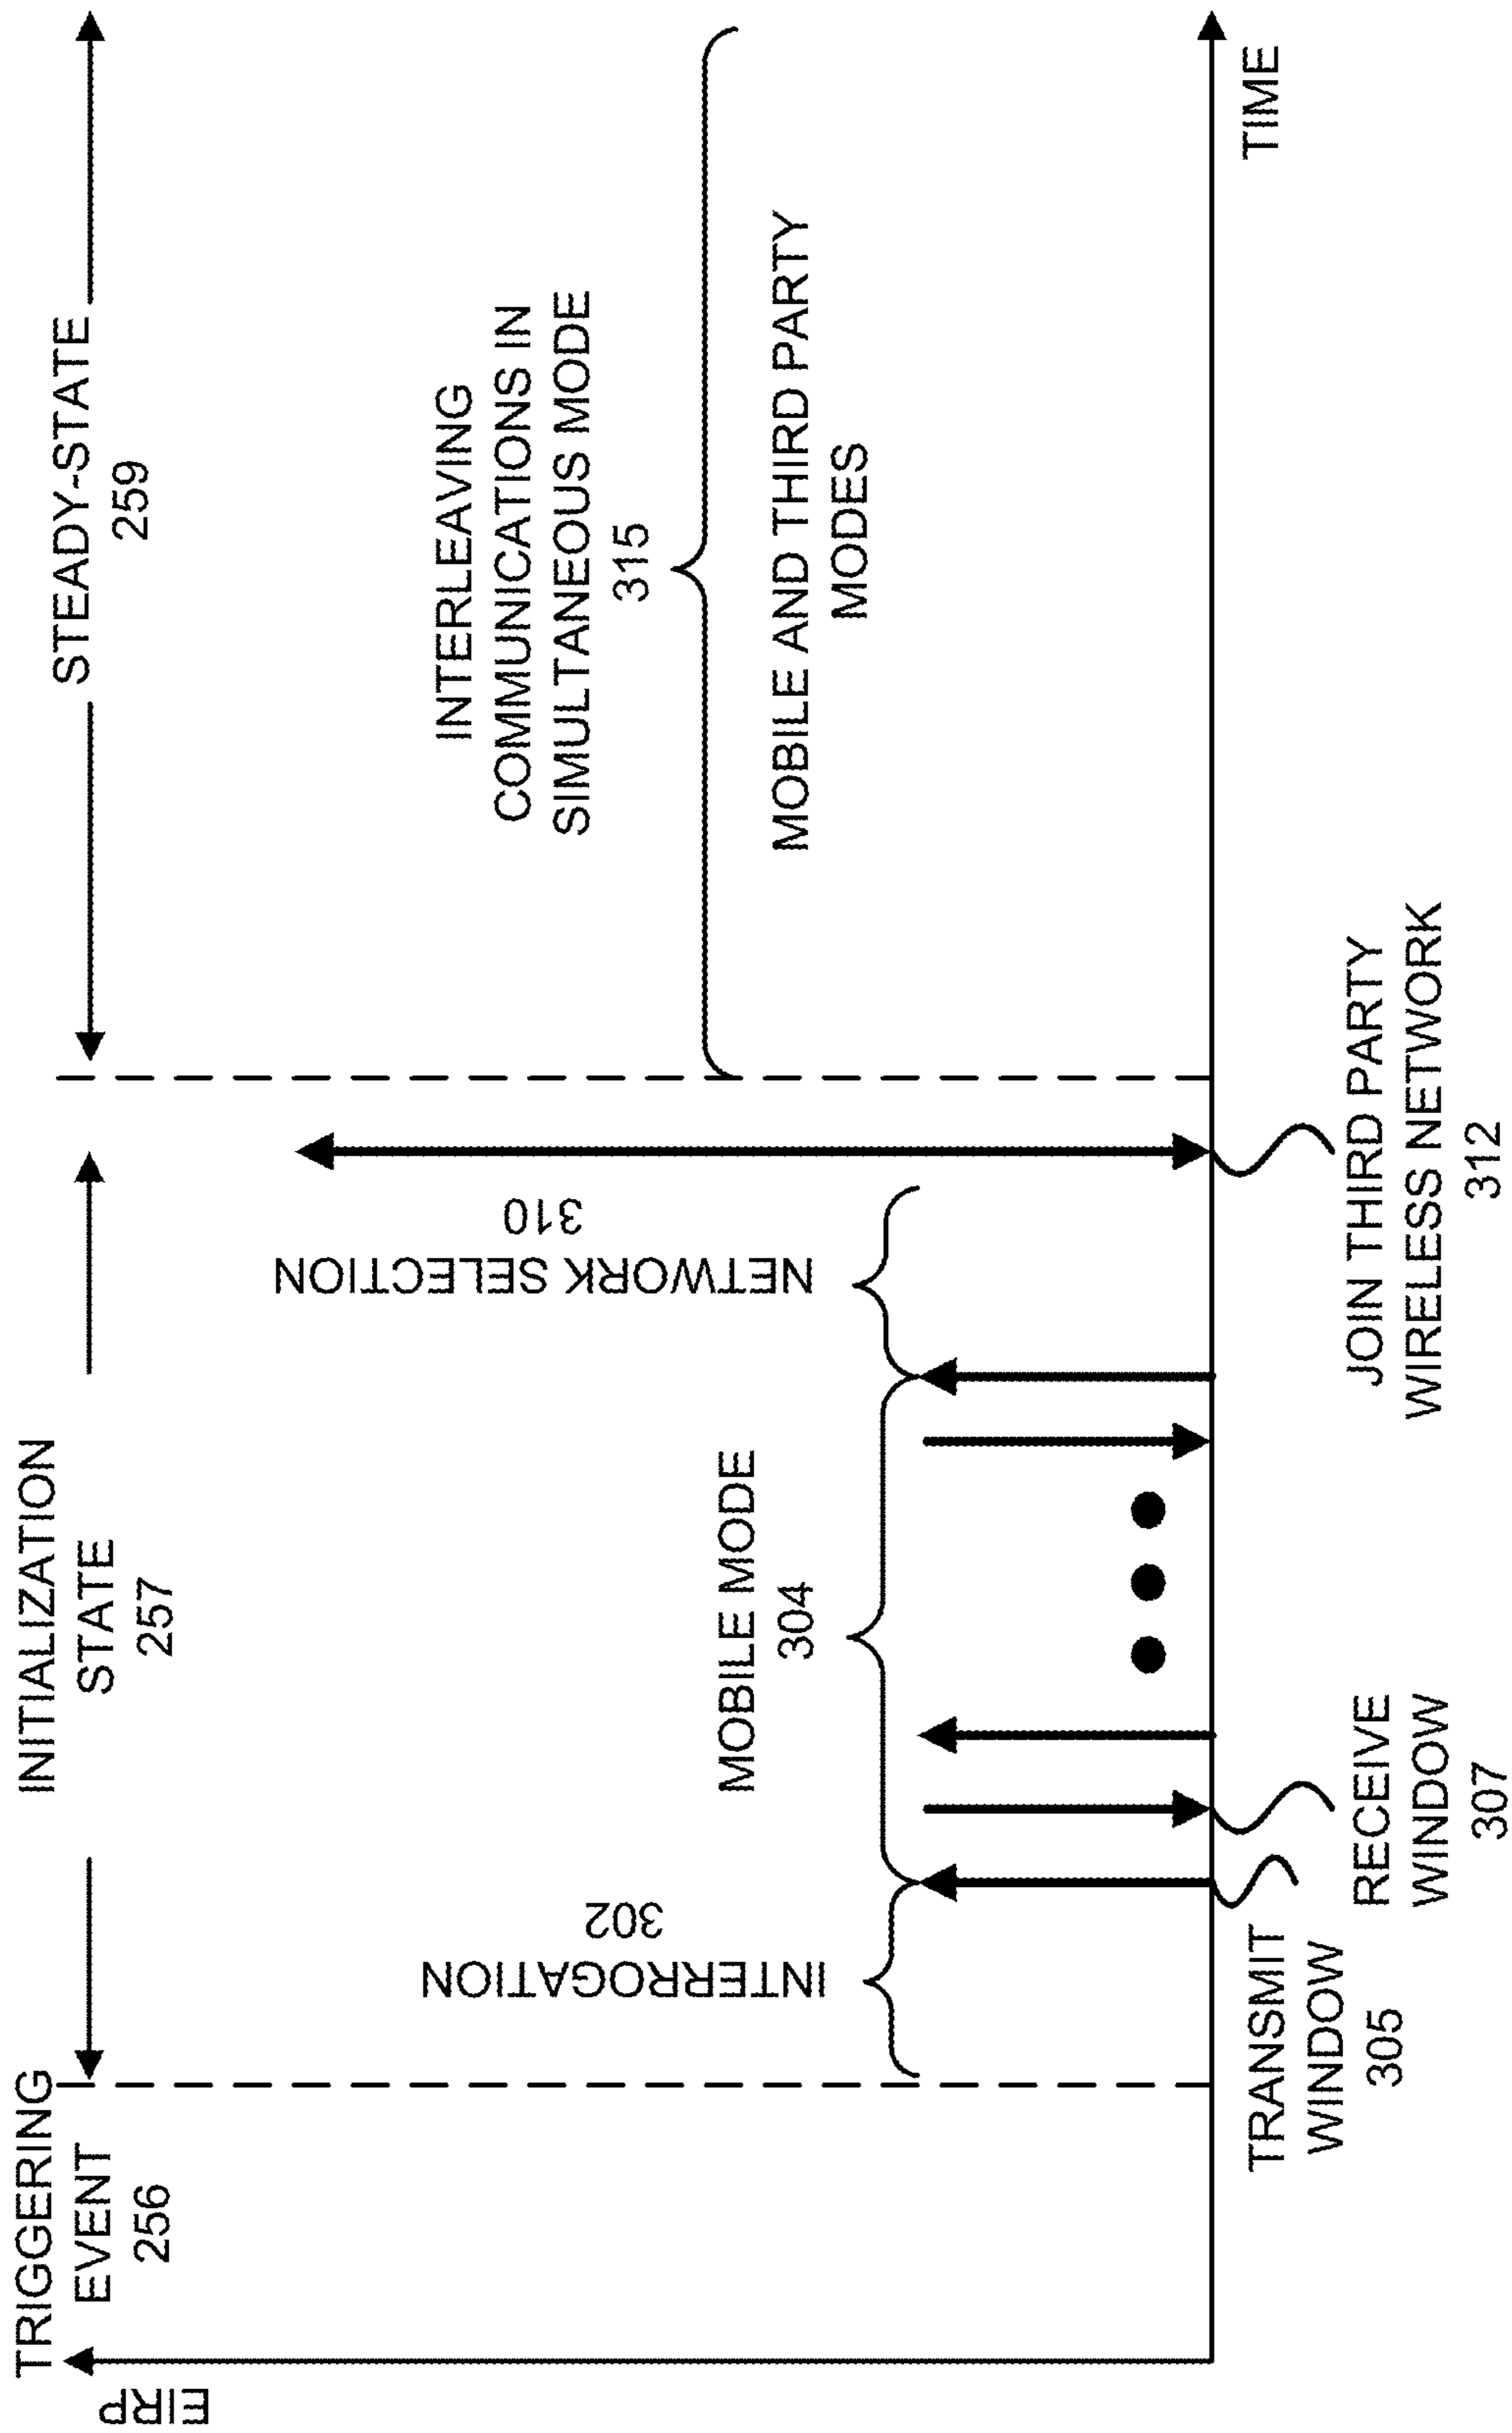 TRIGGERING
EVENT
256
INITIALIZATION
STATE
257
STEADY-STATE
259
EIRP
INTERROGATION
302
MOBILE MODE
304
NETWORK SELECTION
310
INTERLEAVING
COMMUNICATIONS IN
SIMULTANEOUS MODE
315
MOBILE AND THIRD PARTY
MODES
TRANSMIT
WINDOW
305
RECEIVE
WINDOW
307
JOIN THIRD PARTY
WIRELESS NETWORK
312
TIME